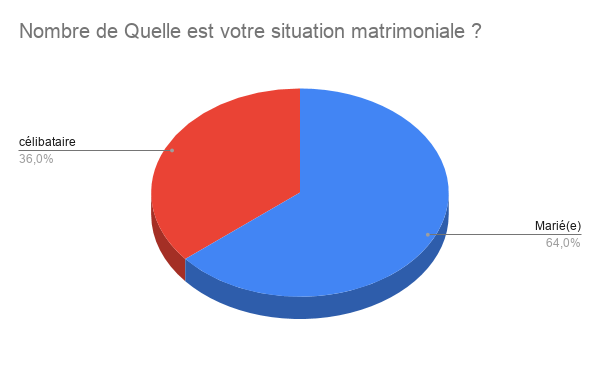 Nombre de Quelle est votre situation matrimoniale ?
célibataire
36,0%
Marié(e)
64,0%